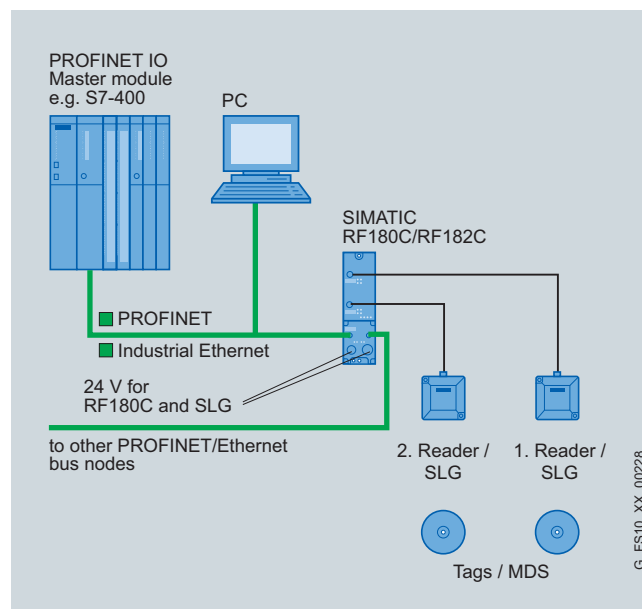 PROFINET IO
Master module
e.g. S7-400
PC
SIMATIC
RF180C/RF182C
PROFINET
Industrial Ethernet
24 V for
RF180C and SLG
to other PROFINET/Ethernet
bus nodes
2. Reader /
SLG
1. Reader /
SLG
Tags / MDS
G_FS10_XX_00228